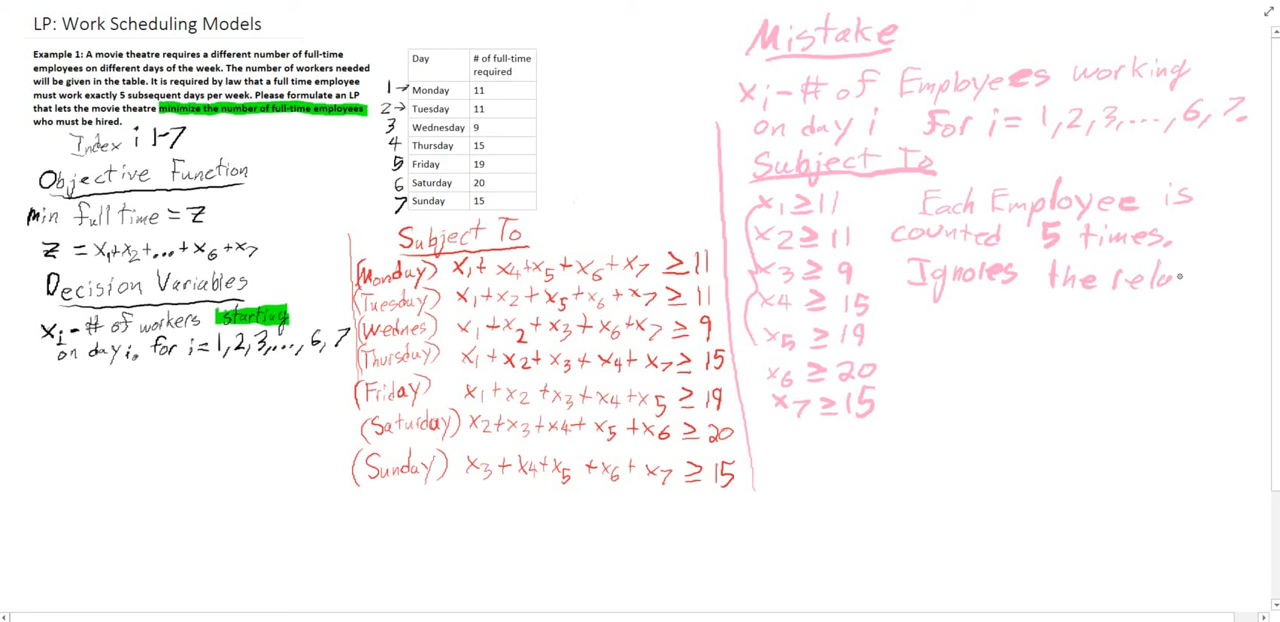 LP: Work Scheduling Models
Example 1: A movie theatre requires a different number of full-time
employees on different days of the week. The number of workers needed
will be given in the table. It is required by law that a full time employee
must work exactly 5 subsequent days per week. Please formulate an LP
that lets the movie theatre minimize the number of full-time employees
who must be hired.
Index i 1-7
Objective Function
min full time = Z
Z = x1+x2+...+x6+x7
Decision Variables
xi - # of workers starting
on day i, for i=1,2,3,...,6,7
Day # of full-time required
1→ Monday 11
2→ Tuesday 11
3 Wednesday 9
4 Thursday 15
5 Friday 19
6 Saturday 20
7 Sunday 15
Subject To
(Monday) x1+ x4+x5+x6+x7 ≥11
(Tuesday) x1+x2+x5+x6+x7 ≥11
(Wednes) x1+x2+x3+x6+x7 ≥ 9
(Thursday) x1+x2+x3+x4+x7 ≥ 15
(Friday) x1+x2+x3+x4+x5 ≥ 19
(Saturday) x2+x3+x4+x5+x6 ≥ 20
(Sunday) x3+x4+x5+x6+x7 ≥ 15
Mistake
xi - # of Employees working
on day i for i= 1,2,3,...,6,7.
Subject To
x1 ≥ 11
x2 ≥ 11
x3 ≥ 9
x4 ≥ 15
x5 ≥ 19
x6 ≥ 20
x7 ≥ 15
Each Employee is
counted 5 times.
Ignores the rela